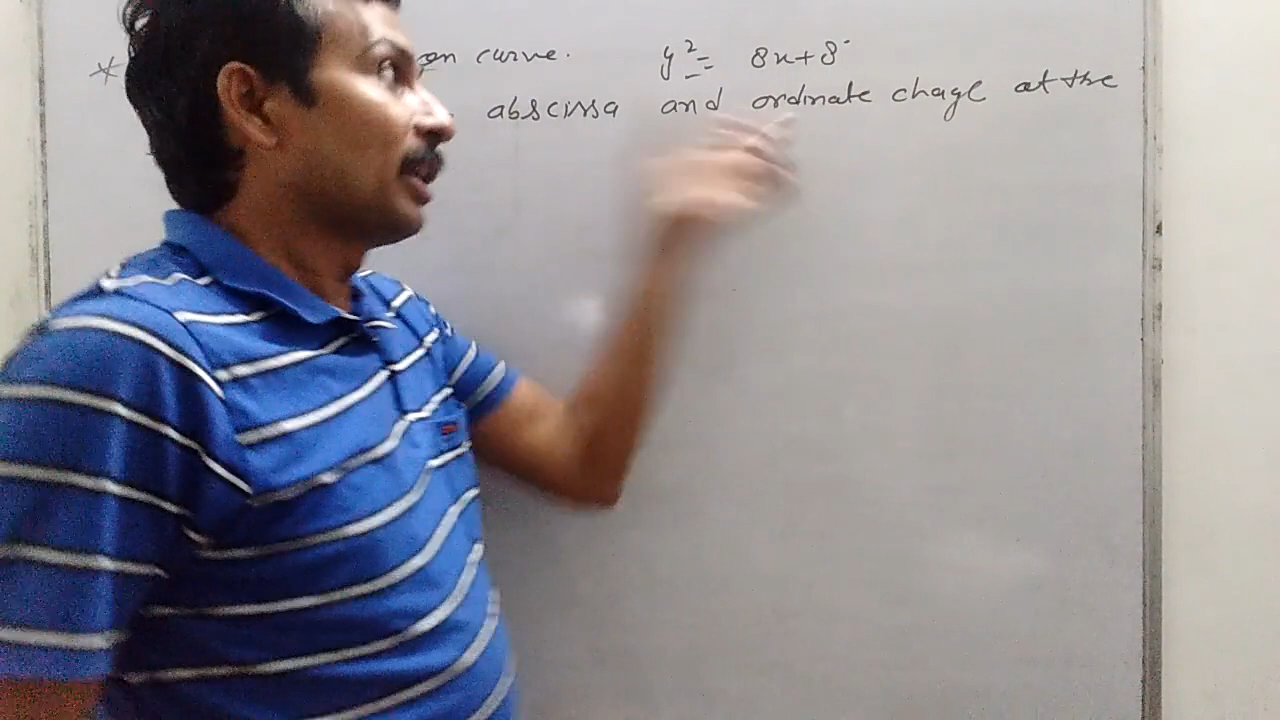 * on curve. y² = 8x+8
abscissa and ordinate chage at the